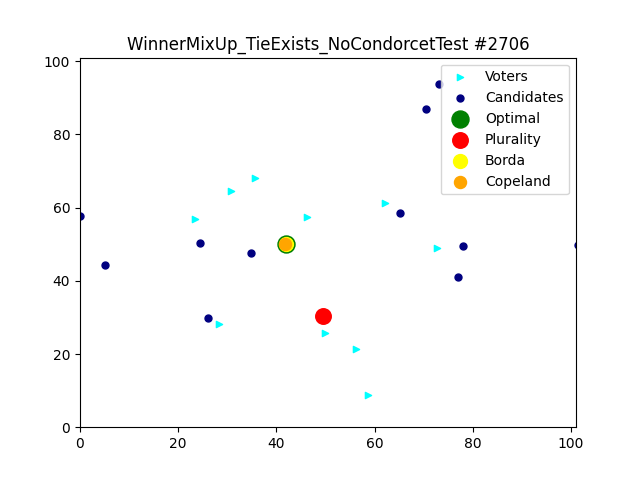 WinnerMixUp_TieExists_NoCondorcetTest #2706
100
80
60
40
20
0
0 20 40 60 80 100
Voters
Candidates
Optimal
Plurality
Borda
Copeland